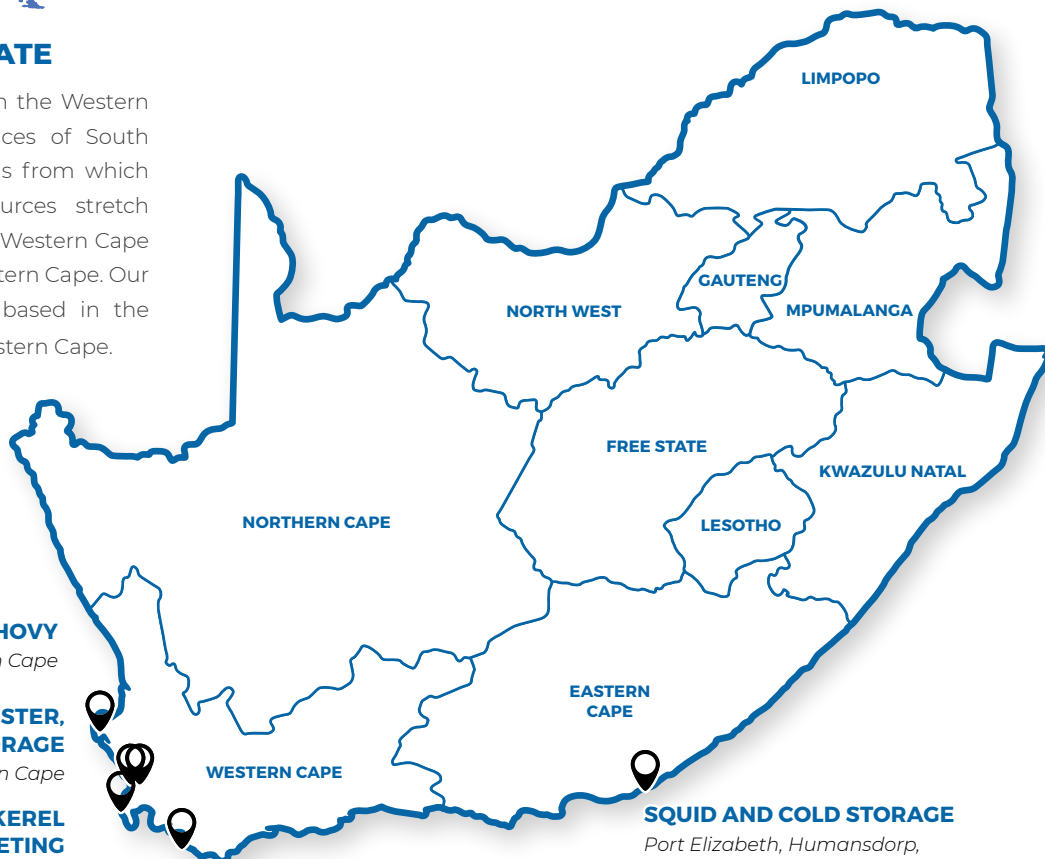 ATE
n the Western
ces of South
s from which
urces stretch
Western Cape
tern Cape. Our
based in the
stern Cape.
LIMPOPO
GAUTENG
NORTH WEST
MPUMALANGA
FREE STATE
KWAZULU NATAL
NORTHERN CAPE
LESOTHO
HOVY
n Cape
STER,
RAGE
n Cape
KEREL
ETING
EASTERN
CAPE
WESTERN CAPE
SQUID AND COLD STORAGE
Port Elizabeth, Humansdorp,